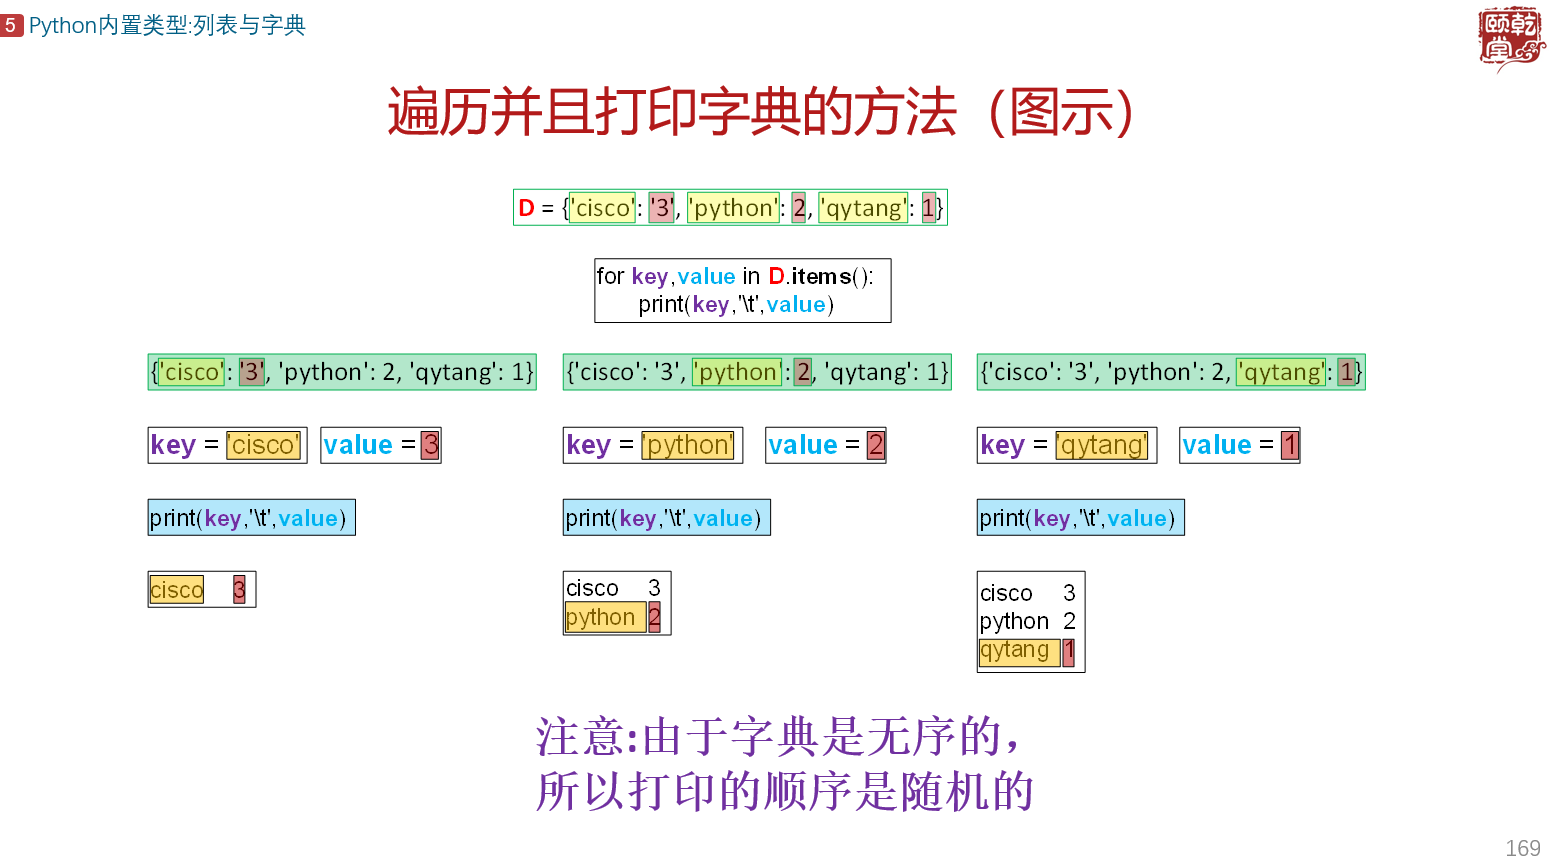 5 Python内置类型:列表与字典
颐乾堂
遍历并且打印字典的方法（图示）
D = {'cisco': '3', 'python': 2, 'qytang': 1}
for key,value in D.items():
print(key,'\t',value)
{'cisco': '3', 'python': 2, 'qytang': 1}
{'cisco': '3', 'python': 2, 'qytang': 1}
{'cisco': '3', 'python': 2, 'qytang': 1}
key = 'cisco' value = 3
key = 'python' value = 2
key = 'qytang' value = 1
print(key,'\t',value)
print(key,'\t',value)
print(key,'\t',value)
cisco 3
cisco 3
python 2
cisco 3
python 2
qytang 1
注意:由于字典是无序的，
所以打印的顺序是随机的
169